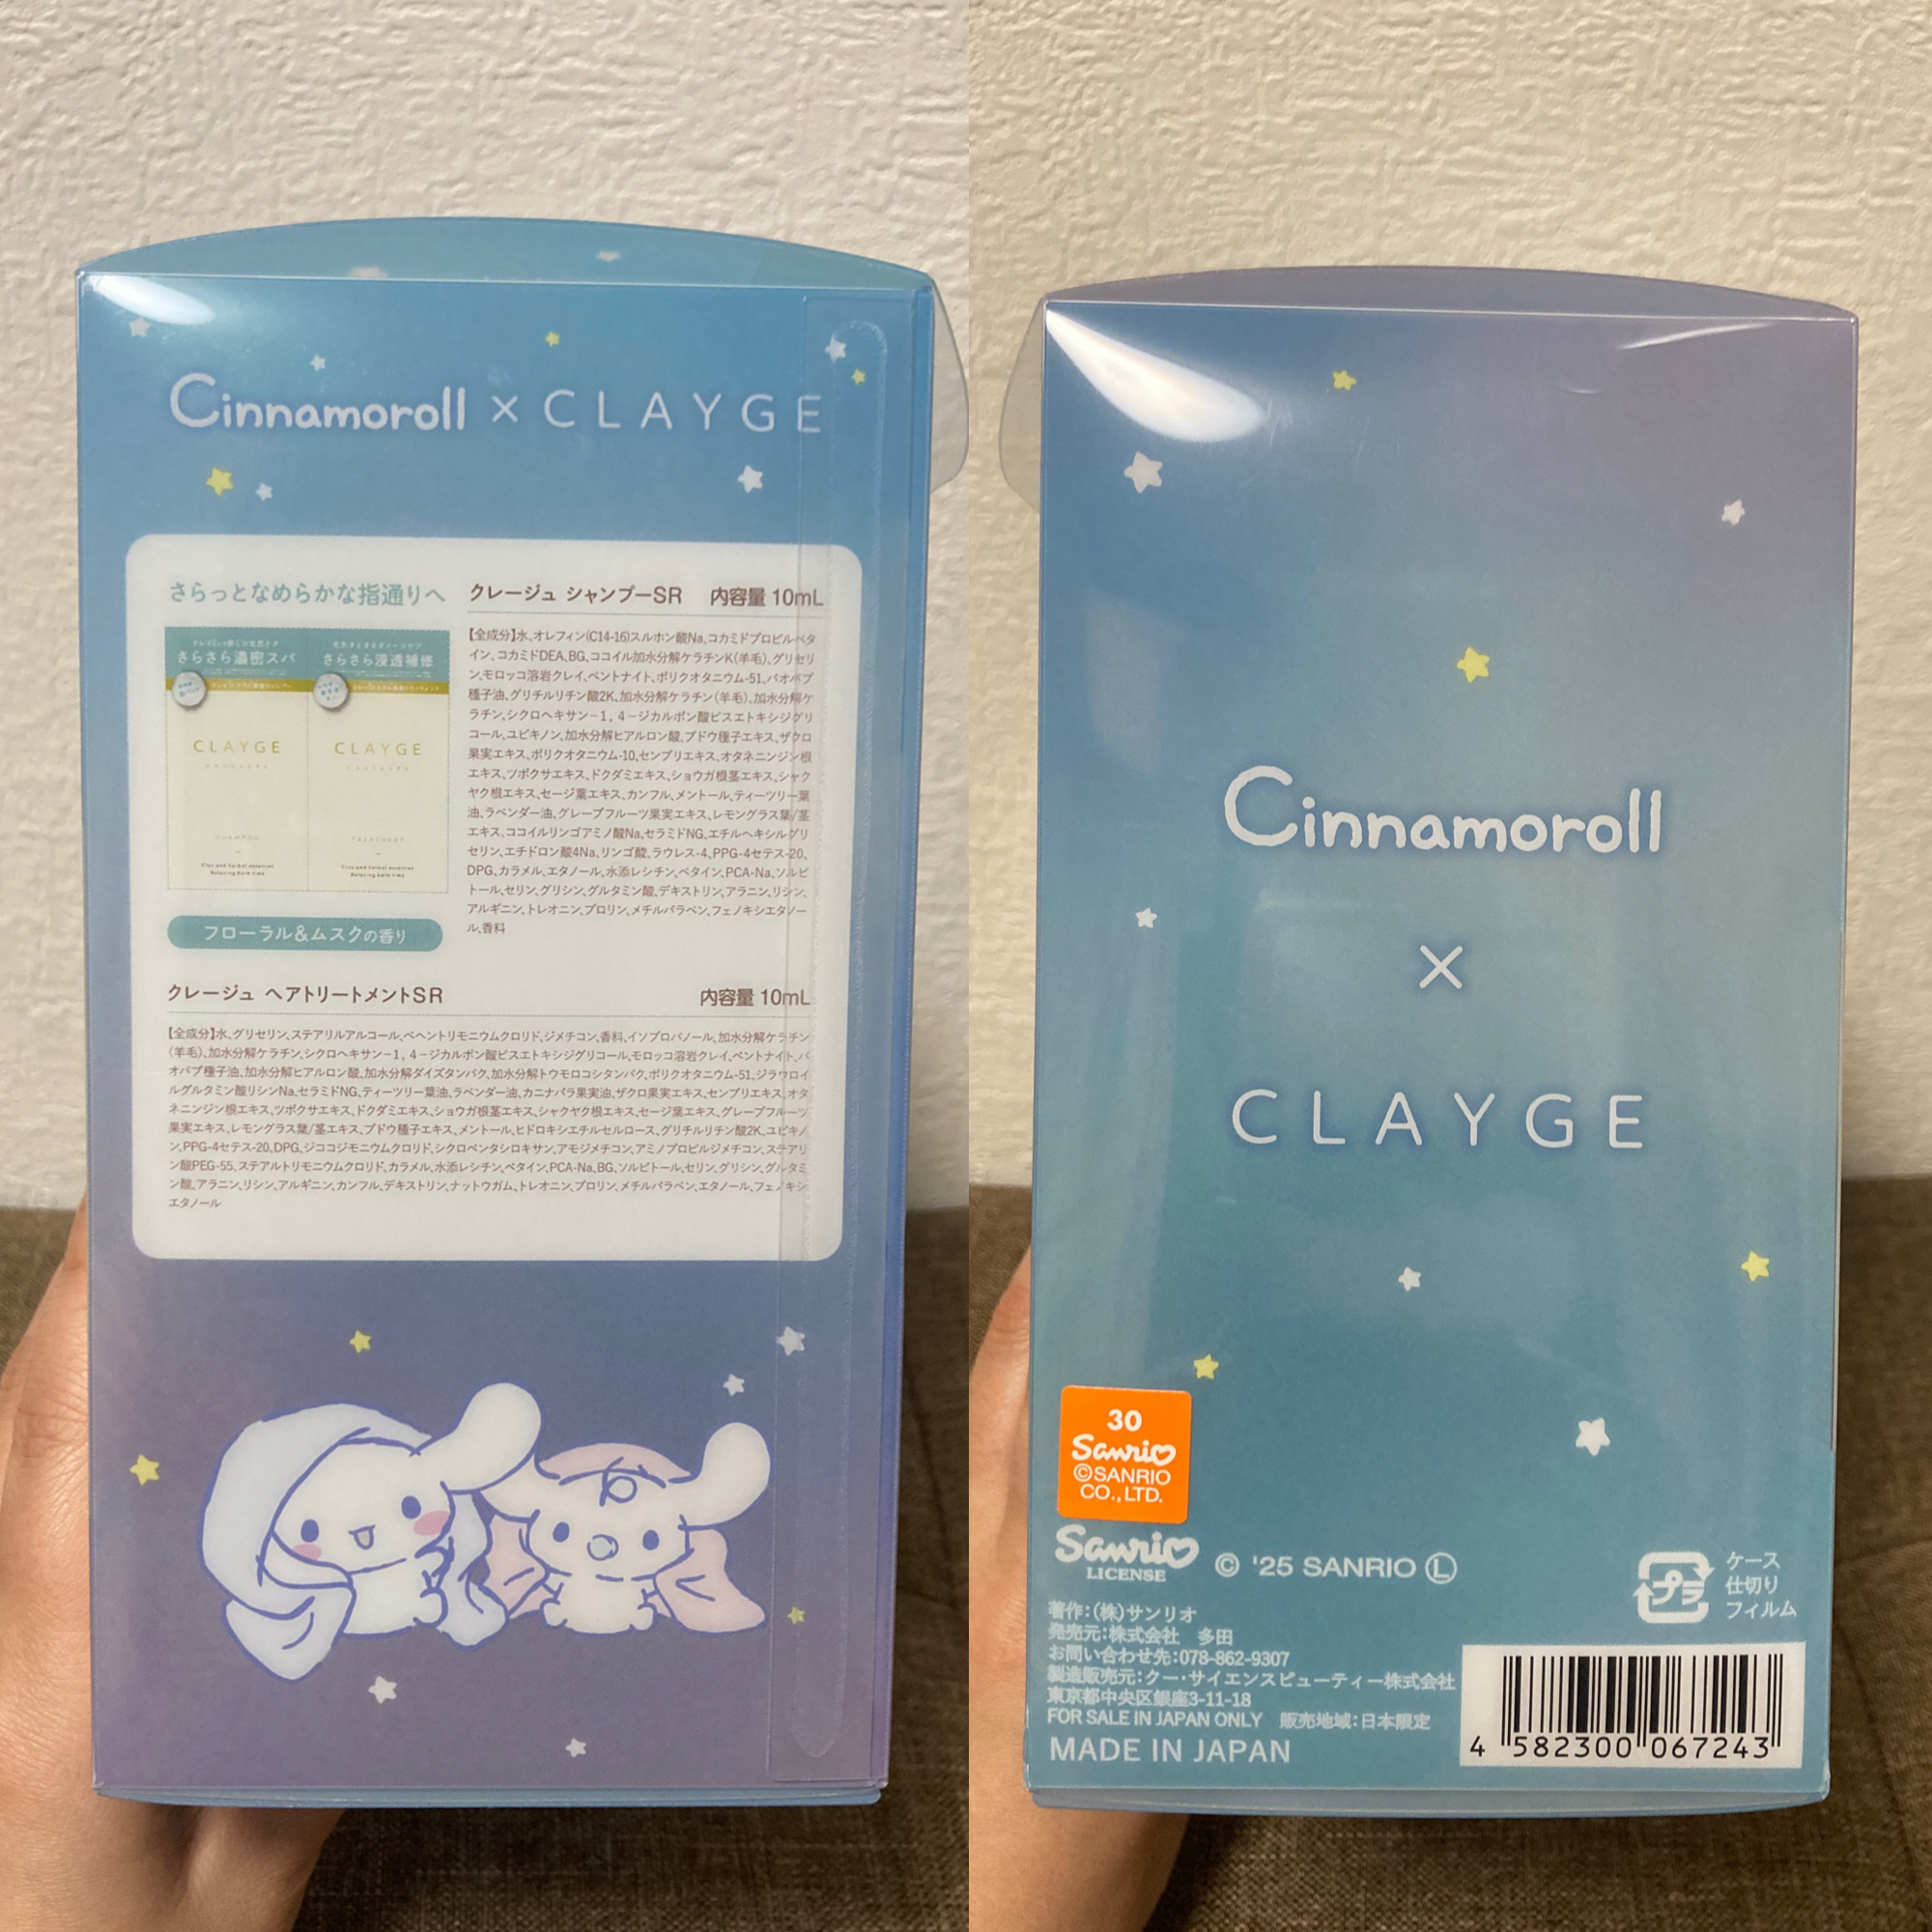 Cinnamoroll × CLAYGE
さらっとなめらかな指通りへ
さらさら濃密スパ
さらさら浸透補修
CLAYGE
CLAYGE
SHAMPOO
TREATMENT
Clay and herbal essences
Relaxing bath time
Clay and herbal essences
Relaxing bath time
フローラル&ムスクの香り
クレージュ シャンプーSR 内容量 10mL
【全成分】水、オレフィン(C14-16)スルホン酸Na、コカミドプロピルベタ
イン、コカミドDEA、BG、ココイル加水分解ケラチンK(羊毛)、グリセリ
ン、モロッコ溶岩クレイ、ベントナイト、ポリクオタニウム-51、バオバブ
種子油、グリチルリチン酸2K、加水分解ケラチン(羊毛)、加水分解ケ
ラチン、シクロヘキサン-1,4-ジカルボン酸ビスエトキシジグリ
コール、ユビキノン、加水分解ヒアルロン酸、ブドウ種子エキス、ザクロ
果実エキス、ポリクオタニウム-10、センブリエキス、オタネニンジン根
エキス、ツボクサエキス、ドクダミエキス、ショウガ根茎エキス、シャク
ヤク根エキス、セージ葉エキス、カンフル、メントール、ティーツリー葉
油、ラベンダー油、グレープフルーツ果実エキス、レモングラス葉/茎
エキス、ココイルリンゴアミノ酸Na、セラミドNG、エチルヘキシルグリ
セリン、エチドロン酸4Na、リンゴ酸、ラウレス-4、PPG-4セテス-20、
DPG、カラメル、エタノール、水添レシチン、ベタイン、PCA-Na、ソルビ
トール、セリン、グリシン、グルタミン酸、デキストリン、アラニン、リシン、
アルギニン、トレオニン、プロリン、メチルパラベン、フェノキシエタノー
ル、香料
クレージュ ヘアトリートメントSR 内容量 10mL
【全成分】水、グリセリン、ステアリルアルコール、ベヘントリモニウムクロリド、ジメチコン、香料、イソプロパノール、加水分解ケラチン
(羊毛)、加水分解ケラチン、シクロヘキサン-1,4-ジカルボン酸ビスエトキシジグリコール、モロッコ溶岩クレイ、ベントナイト、バ
オバブ種子油、加水分解ヒアルロン酸、加水分解ダイズタンパク、加水分解トウモロコシタンパク、ポリクオタニウム-51、ジラウロイ
ルグルタミン酸リシンNa、セラミドNG、ティーツリー葉油、ラベンダー油、カニナバラ果実油、ザクロ果実エキス、センブリエキス、オタ
ネニンジン根エキス、ツボクサエキス、ドクダミエキス、ショウガ根茎エキス、シャクヤク根エキス、セージ葉エキス、グレープフルーツ
果実エキス、レモングラス葉/茎エキス、ブドウ種子エキス、メントール、ヒドロキシエチルセルロース、グリチルリチン酸2K、ユビキノ
ン、PPG-4セテス-20、DPG、ジココジモニウムクロリド、シクロペンタシロキサン、アモジメチコン、アミノプロピルジメチコン、ステアリ
ン酸PEG-55、ステアルトリモニウムクロリド、カラメル、水添レシチン、ベタイン、PCA-Na、BG、ソルビトール、セリン、グリシン、グルタミ
ン酸、アラニン、リシン、アルギニン、カンフル、デキストリン、ナットウガム、トレオニン、プロリン、メチルパラベン、エタノール、フェノキシ
エタノール
Cinnamoroll
×
CLAYGE
30
Sanrio
©SANRIO
CO.,LTD.
Sanrio
LICENSE
© '25 SANRIO Ⓛ
プラ
ケース
仕切り
フィルム
著作:(株)サンリオ
発売元:株式会社 多田
お問い合わせ先:078-862-9307
製造販売元:クー・サイエンスビューティー株式会社
東京都中央区銀座3-11-18
FOR SALE IN JAPAN ONLY 販売地域:日本限定
MADE IN JAPAN
4 582300 067243